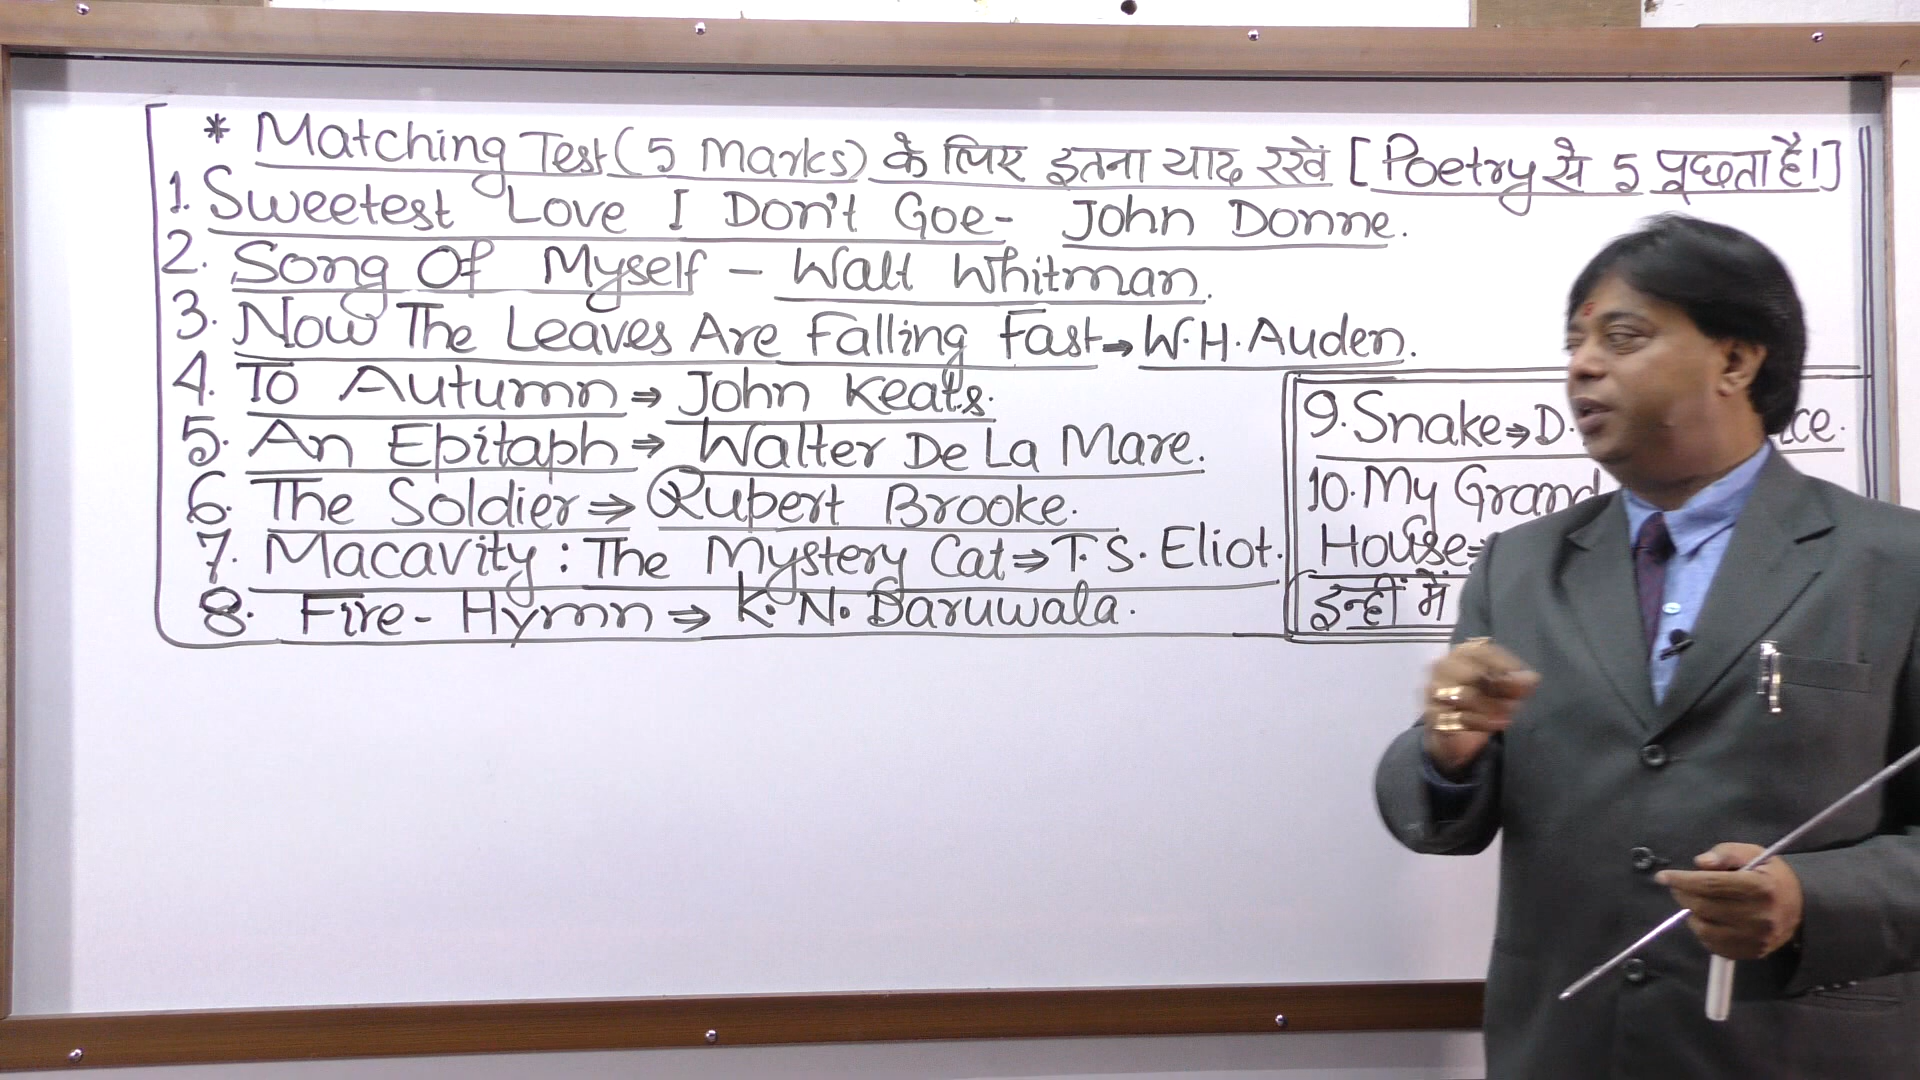 * Matching Test (5 Marks) के लिए इतना याद रखें [Poetry से 5 पूछता है।]
1. Sweetest Love I Don't Goe- John Donne.
2. Song Of Myself - Walt Whitman.
3. Now The Leaves Are Falling Fast → W.H. Auden.
4. To Autumn ⇒ John Keats.
5. An Epitaph ⇒ Walter De La Mare.
6. The Soldier ⇒ Rupert Brooke.
7. Macavity : The Mystery Cat ⇒ T. S. Eliot.
8. Fire-Hymn ⇒ K. N. Daruwala.
9. Snake ⇒ D.
10. My Grand
House ⇒
इन्हीं में